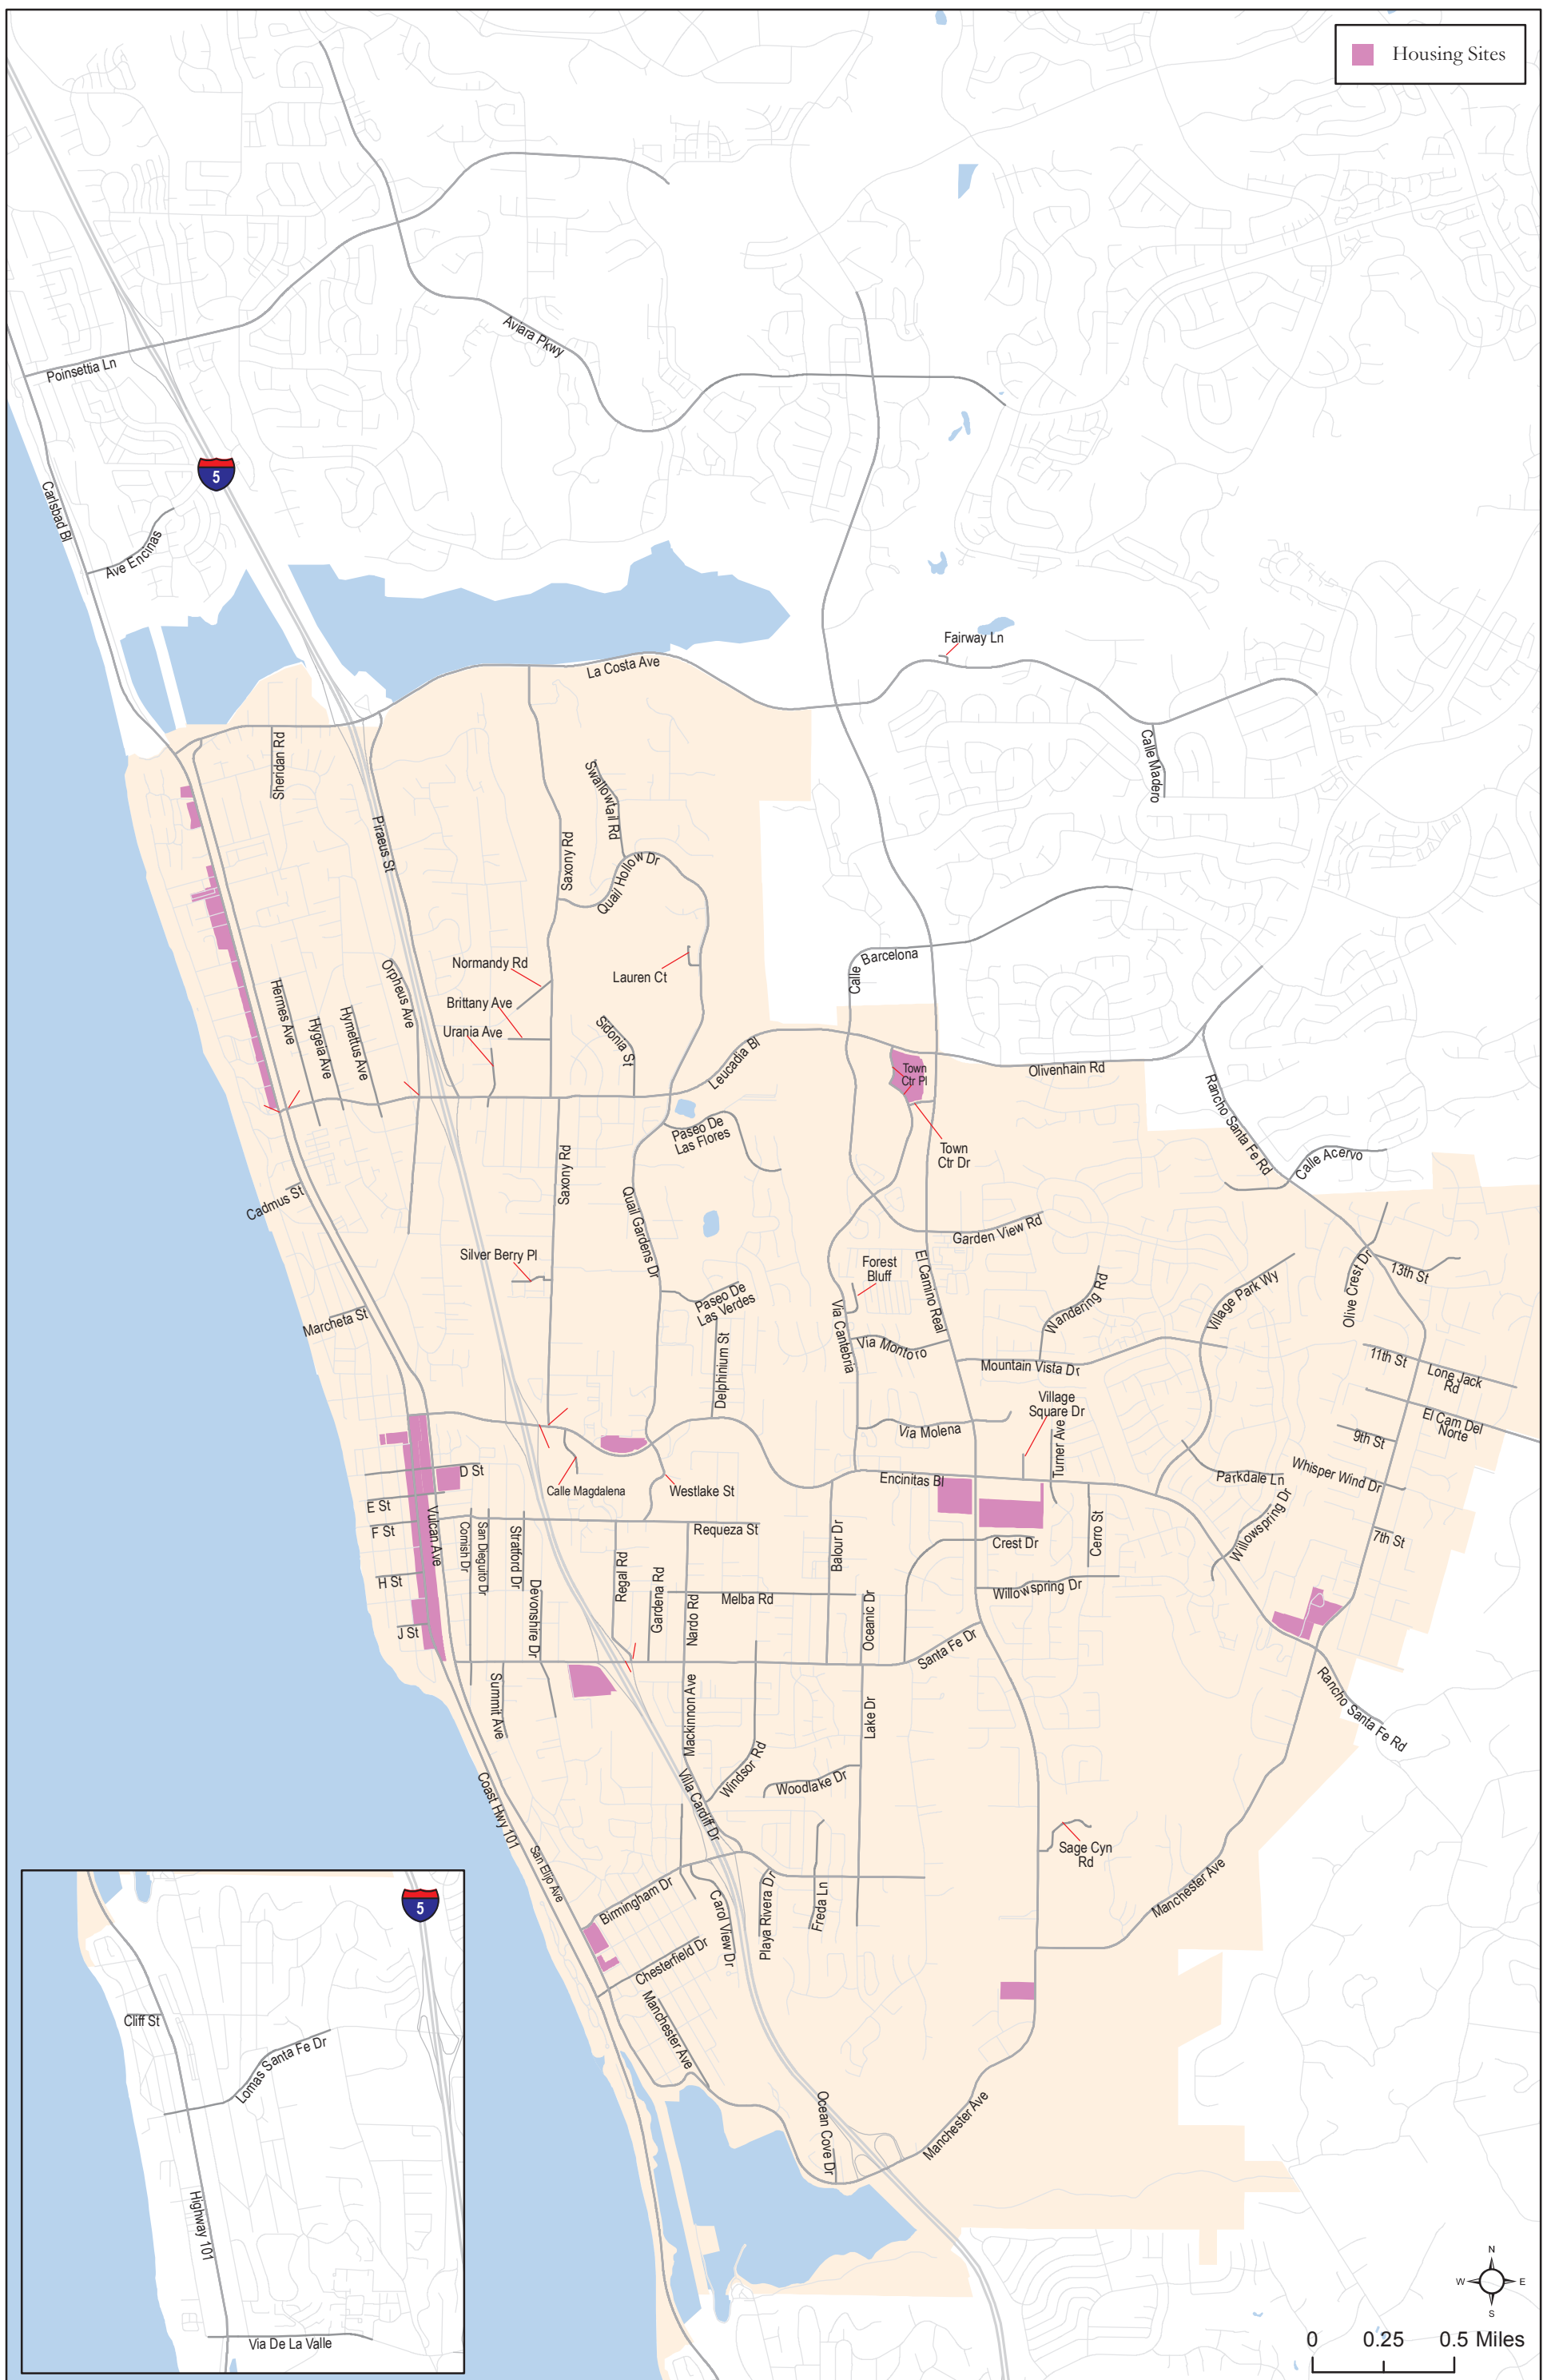 Housing Sites
Aviara Pkwy
Poinsettia Ln
5
Carlsbad Bl
Ave Encinas
Fairway Ln
La Costa Ave
Sheridan Rd
Calle Madero
Swallowtail Rd
Piraeus St
Saxony Rd
Quail Hollow Dr
Calle Barcelona
Normandy Rd
Lauren Ct
Orpheus Ave
Brittany Ave
Hermes Ave
Hygeia Ave
Hymettus Ave
Urania Ave
Sidonia St
Leucadia Bl
Town
Ctr Pl
Olivenhain Rd
Rancho Santa Fe Rd
Paseo De
Las Flores
Town
Ctr Dr
Calle Acervo
Saxony Rd
Cadmus St
Quail Gardens Dr
Garden View Rd
Silver Berry Pl
Forest
Bluff
El Camino Real
Olive Crest Dr
13th St
Wandering Rd
Village Park Wy
Paseo De
Las Verdes
Marcheta St
Via Cantebria
Via Montoro
Delphinium St
Mountain Vista Dr
11th St
Lone Jack
Rd
Village
Square Dr
Via Molena
Turner Ave
El Cam Del
Norte
9th St
D St
Encinitas Bl
Parkdale Ln
Whisper Wind Dr
Calle Magdalena
Westlake St
E St
F St
Vulcan Ave
Cornish Dr
San Dieguito Dr
Stratford Dr
Requeza St
Balour Dr
Crest Dr
Cerro St
Willowspring Dr
7th St
H St
Devonshire Dr
Regal Rd
Gardena Rd
Nardo Rd
Melba Rd
Oceanic Dr
Willowspring Dr
J St
Santa Fe Dr
Summit Ave
Mackinnon Ave
Lake Dr
Rancho Santa Fe Rd
Windsor Rd
Woodlake Dr
Coast Hwy 101
Villa Cardiff Dr
San Elijo Ave
Sage Cyn
Rd
Manchester Ave
Birmingham Dr
Carol View Dr
Playa Rivera Dr
Freda Ln
Chesterfield Dr
Manchester Ave
Ocean Cove Dr
Manchester Ave
5
Cliff St
Lomas Santa Fe Dr
Highway 101
Via De La Valle
N
W
E
S
0 0.25 0.5 Miles